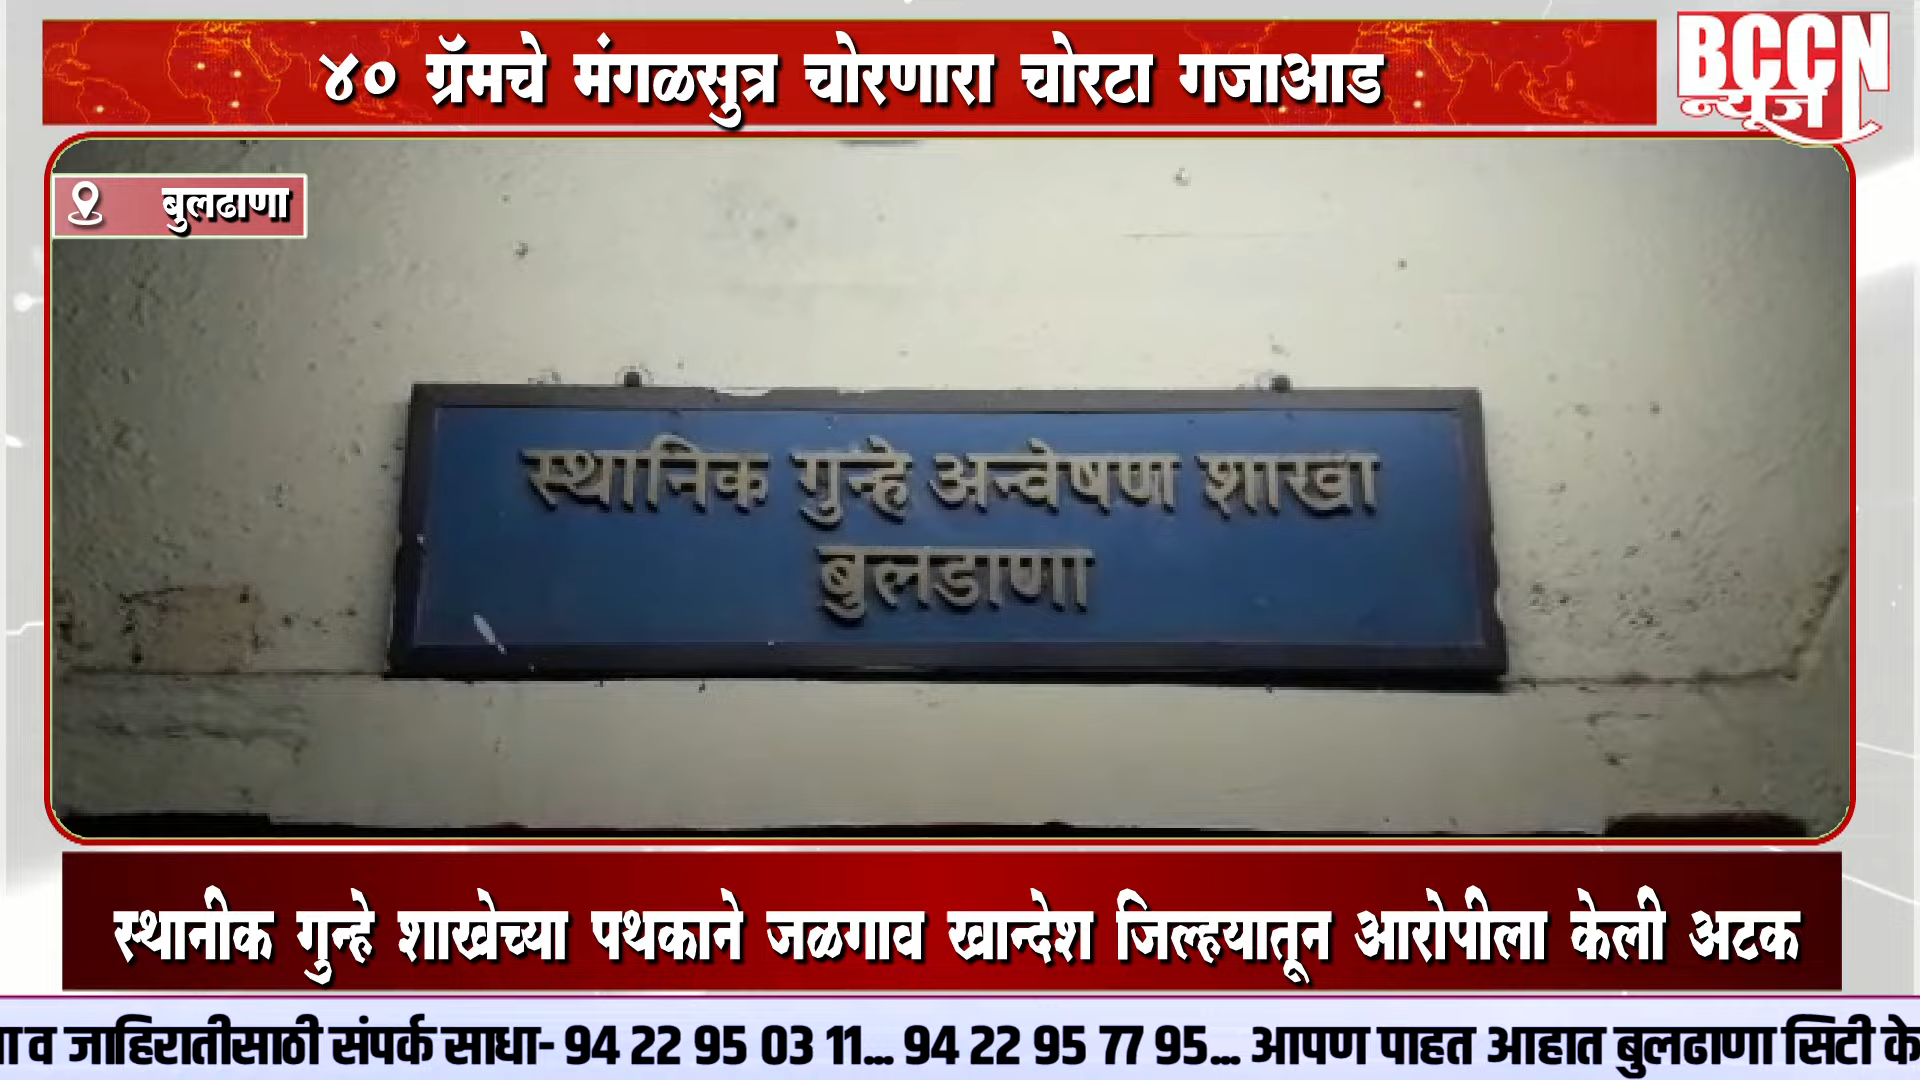 ४० ग्रॅमचे मंगळसुत्र चोरणारा चोरटा गजाआड
BCCN
न्यूज
बुलढाणा
स्थानिक गुन्हे अन्वेषण शाखा
बुलडाणा
स्थानीक गुन्हे शाखेच्या पथकाने जळगाव खान्देश जिल्हयातून आरोपीला केली अटक
व जाहिरातीसाठी संपर्क साधा- 94 22 95 03 11... 94 22 95 77 95... आपण पाहत आहात बुलढाणा सिटी के